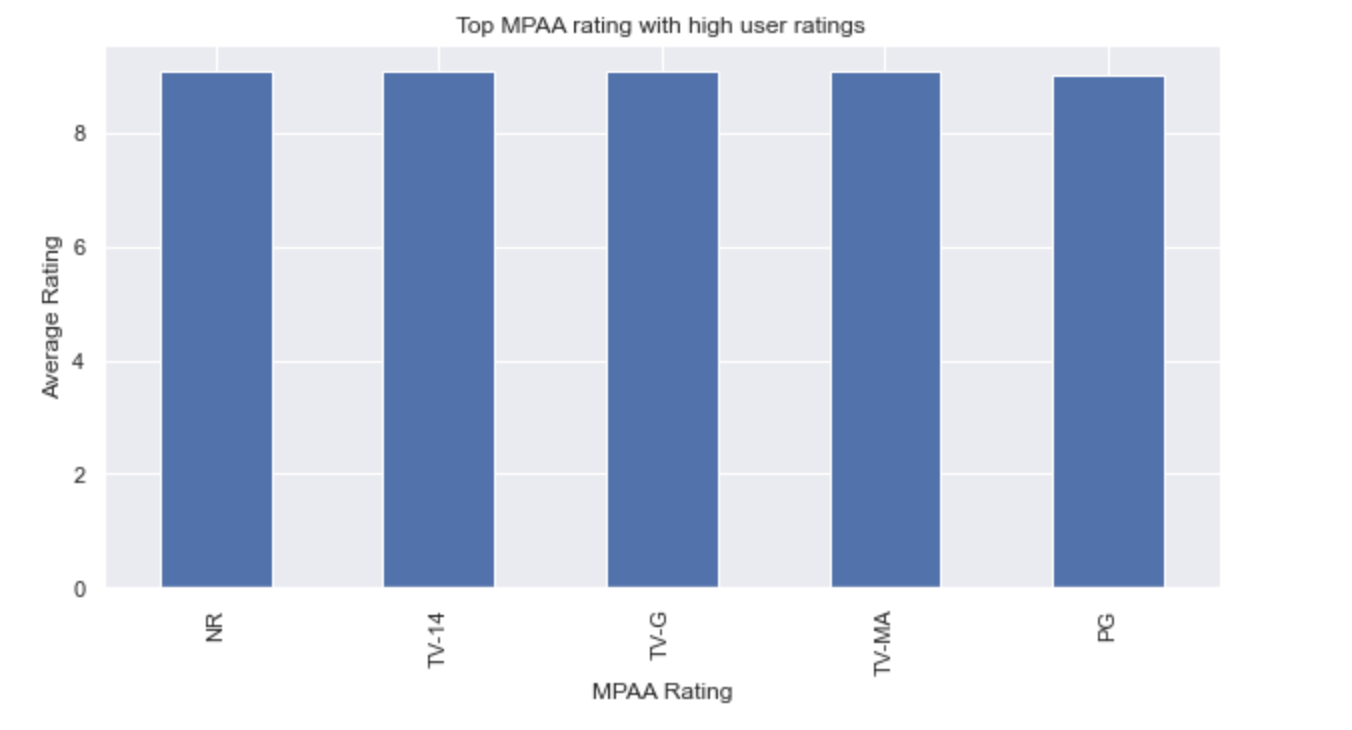 Top MPAA rating with high user ratings
8
6
4
2
0
Average Rating
NR
TV-14
TV-G
TV-MA
PG
MPAA Rating